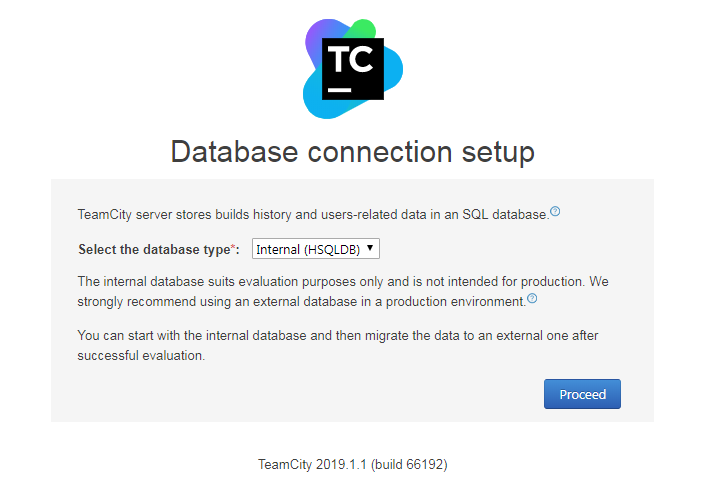 TC
Database connection setup
TeamCity server stores builds history and users-related data in an SQL database.?
Select the database type*: Internal (HSQLDB)
The internal database suits evaluation purposes only and is not intended for production. We
strongly recommend using an external database in a production environment.?
You can start with the internal database and then migrate the data to an external one after
successful evaluation.
Proceed
TeamCity 2019.1.1 (build 66192)